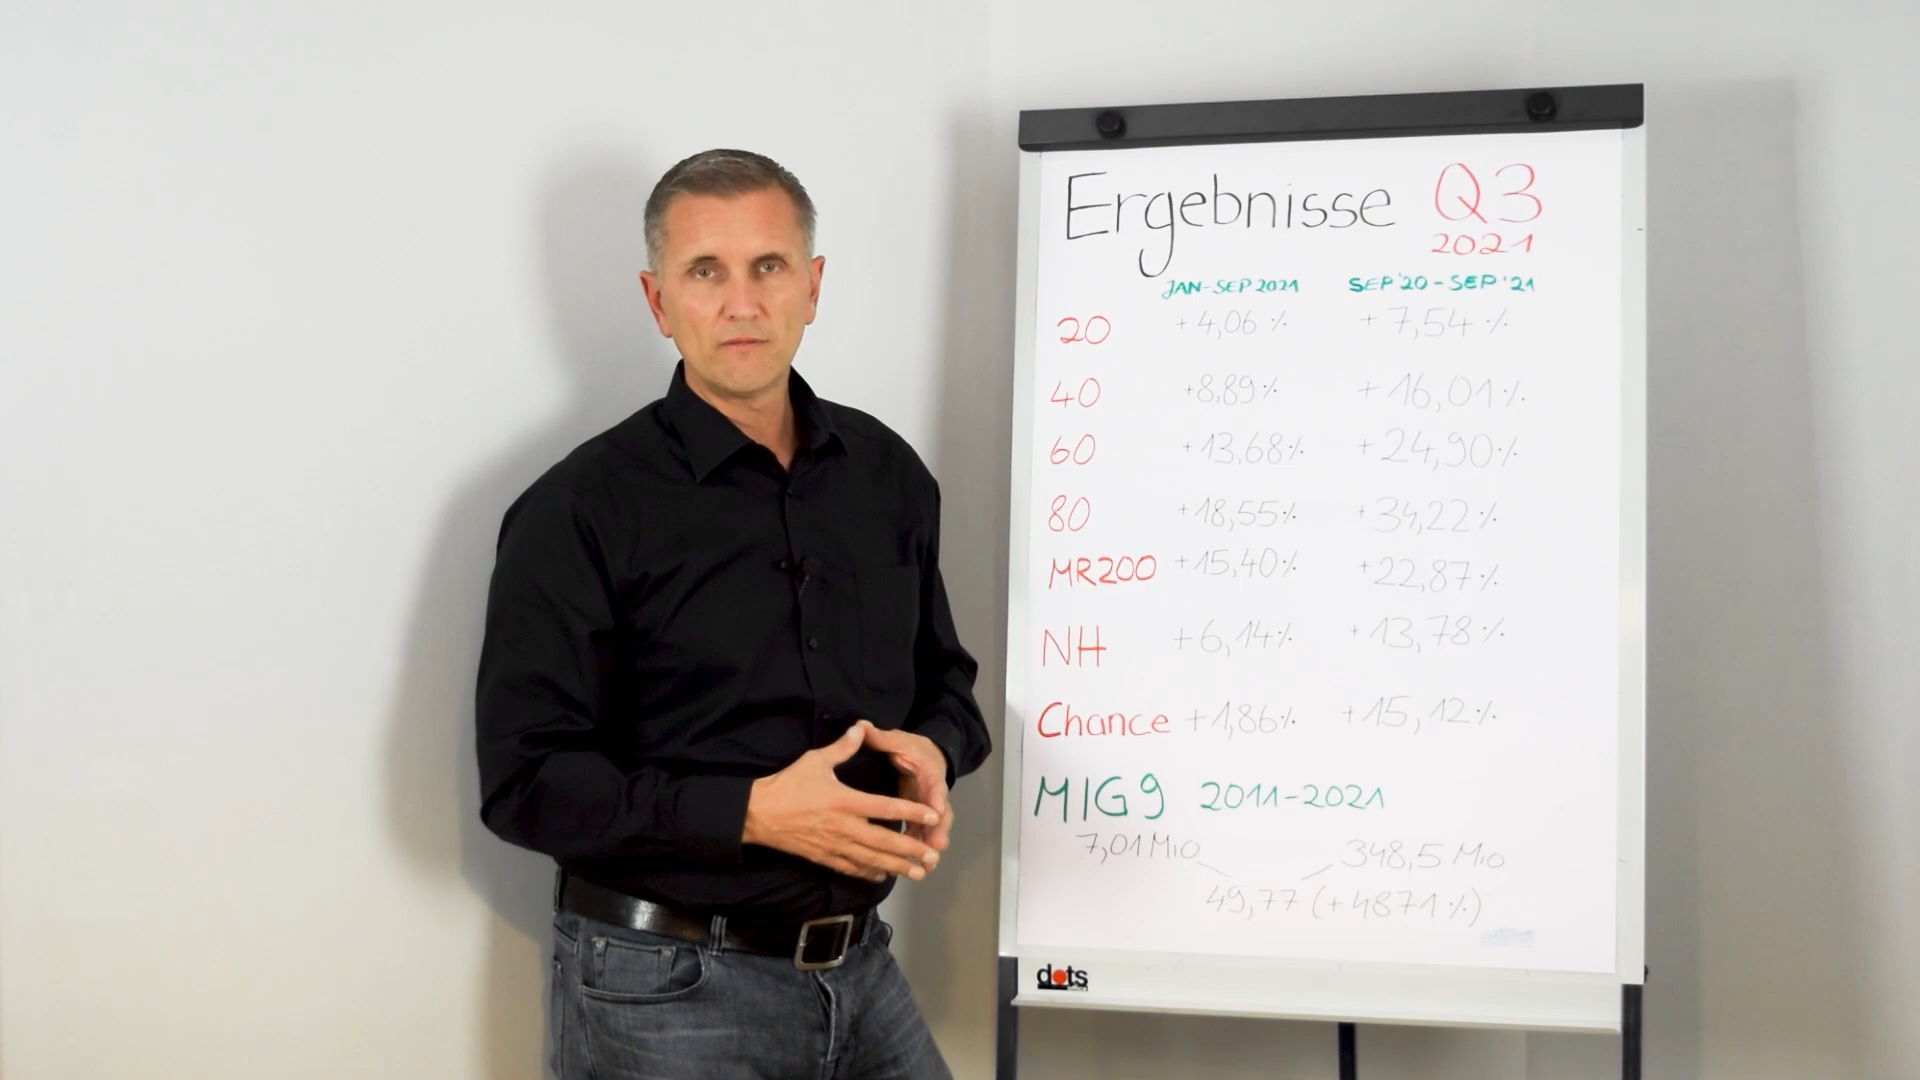 Ergebnisse Q3
2021
JAN-SEP 2021 SEP'20-SEP'21
20 +4,06% +7,54%
40 +8,89% +16,01%
60 +13,68% +24,90%
80 +18,55% +34,22%
MR200 +15,40% +22,87%
NH +6,14% +13,78%
Chance +1,86% +15,12%
MIG9 2011-2021
7,01 Mio 348,5 Mio
49,77 (+4871%)
dots